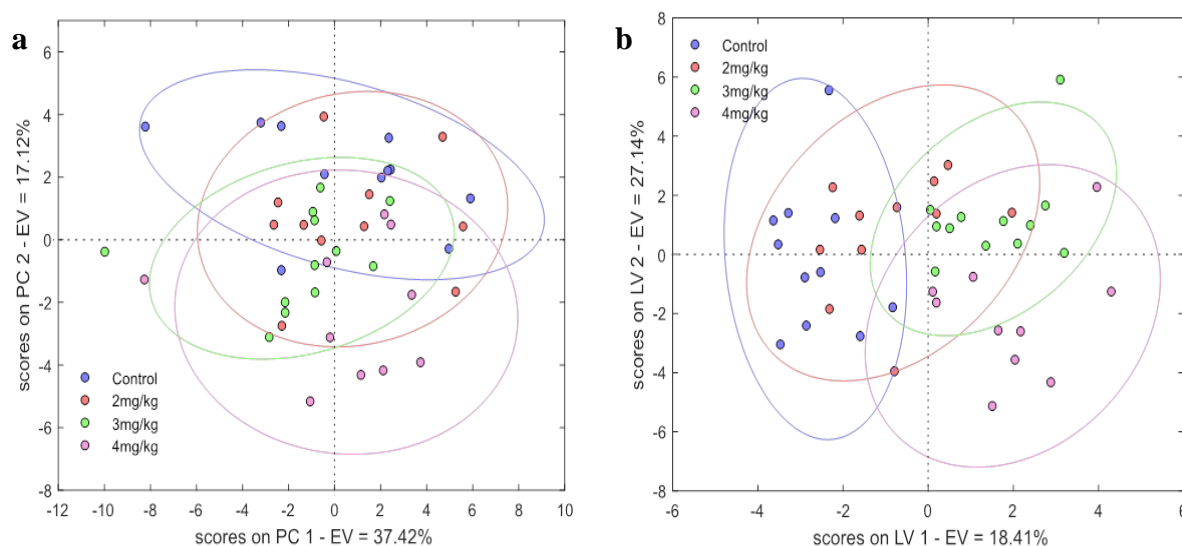 a
6
4
2
0
-2
-4
-6
-8
-12 -10 -8 -6 -4 -2 0 2 4 6 8 10
scores on PC 2 - EV = 17.12%
scores on PC 1 - EV = 37.42%
Control
2mg/kg
3mg/kg
4mg/kg
b
8
6
4
2
0
-2
-4
-6
-8
-6 -4 -2 0 2 4 6
scores on LV 2 - EV = 27.14%
scores on LV 1 - EV = 18.41%
Control
2mg/kg
3mg/kg
4mg/kg